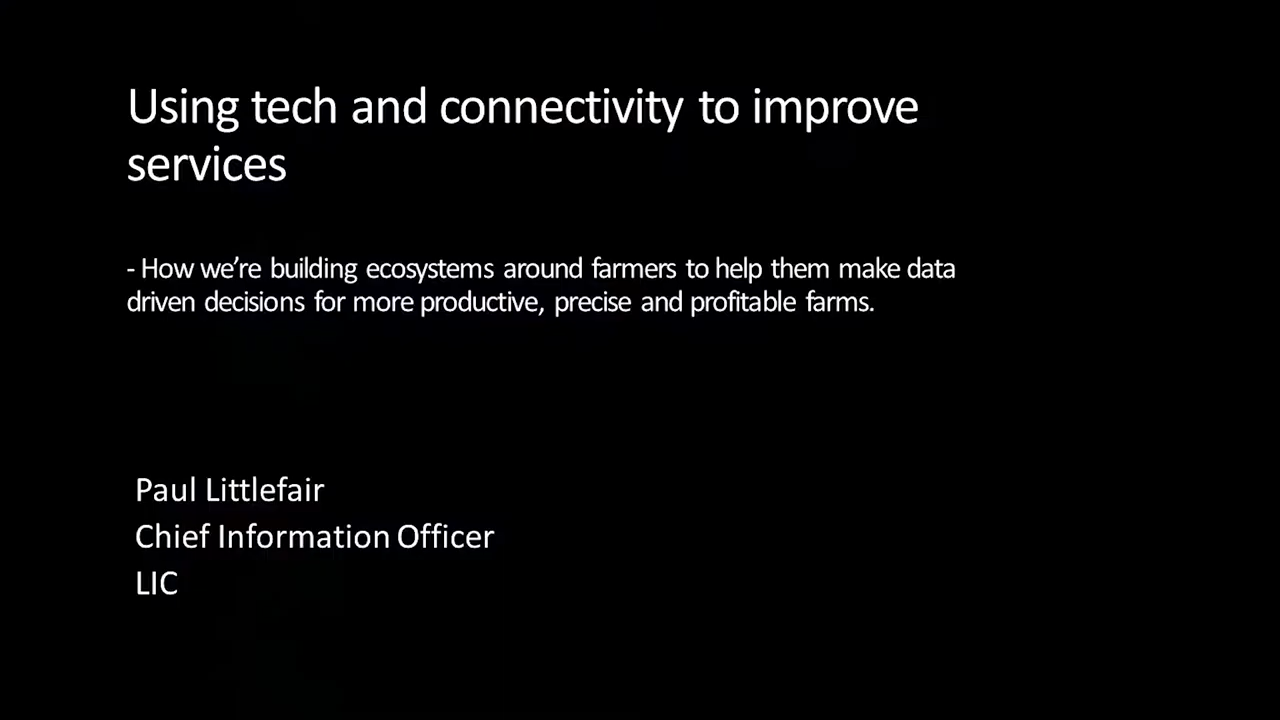 Using tech and connectivity to improve
services
- How we’re building ecosystems around farmers to help them make data
driven decisions for more productive, precise and profitable farms.
Paul Littlefair
Chief Information Officer
LIC